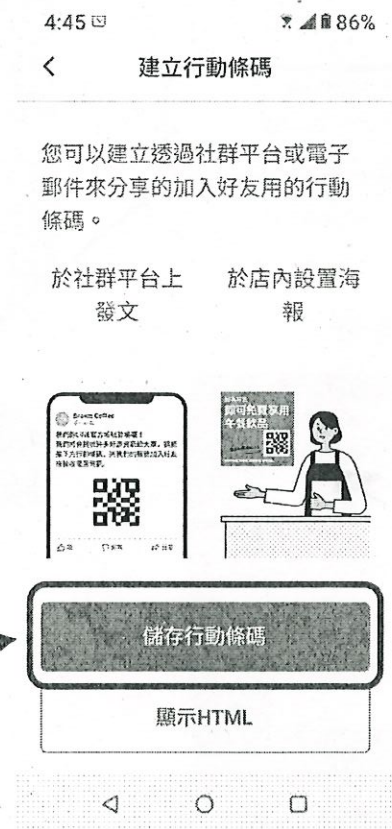 4:45 86%
建立行動條碼
您可以建立透過社群平台或電子
郵件來分享的加入好友用的行動
條碼。
於社群平台上
發文
於店內設置海
報
Brown Coffee
即可免費享用
午餐飲品
儲存行動條碼
顯示HTML